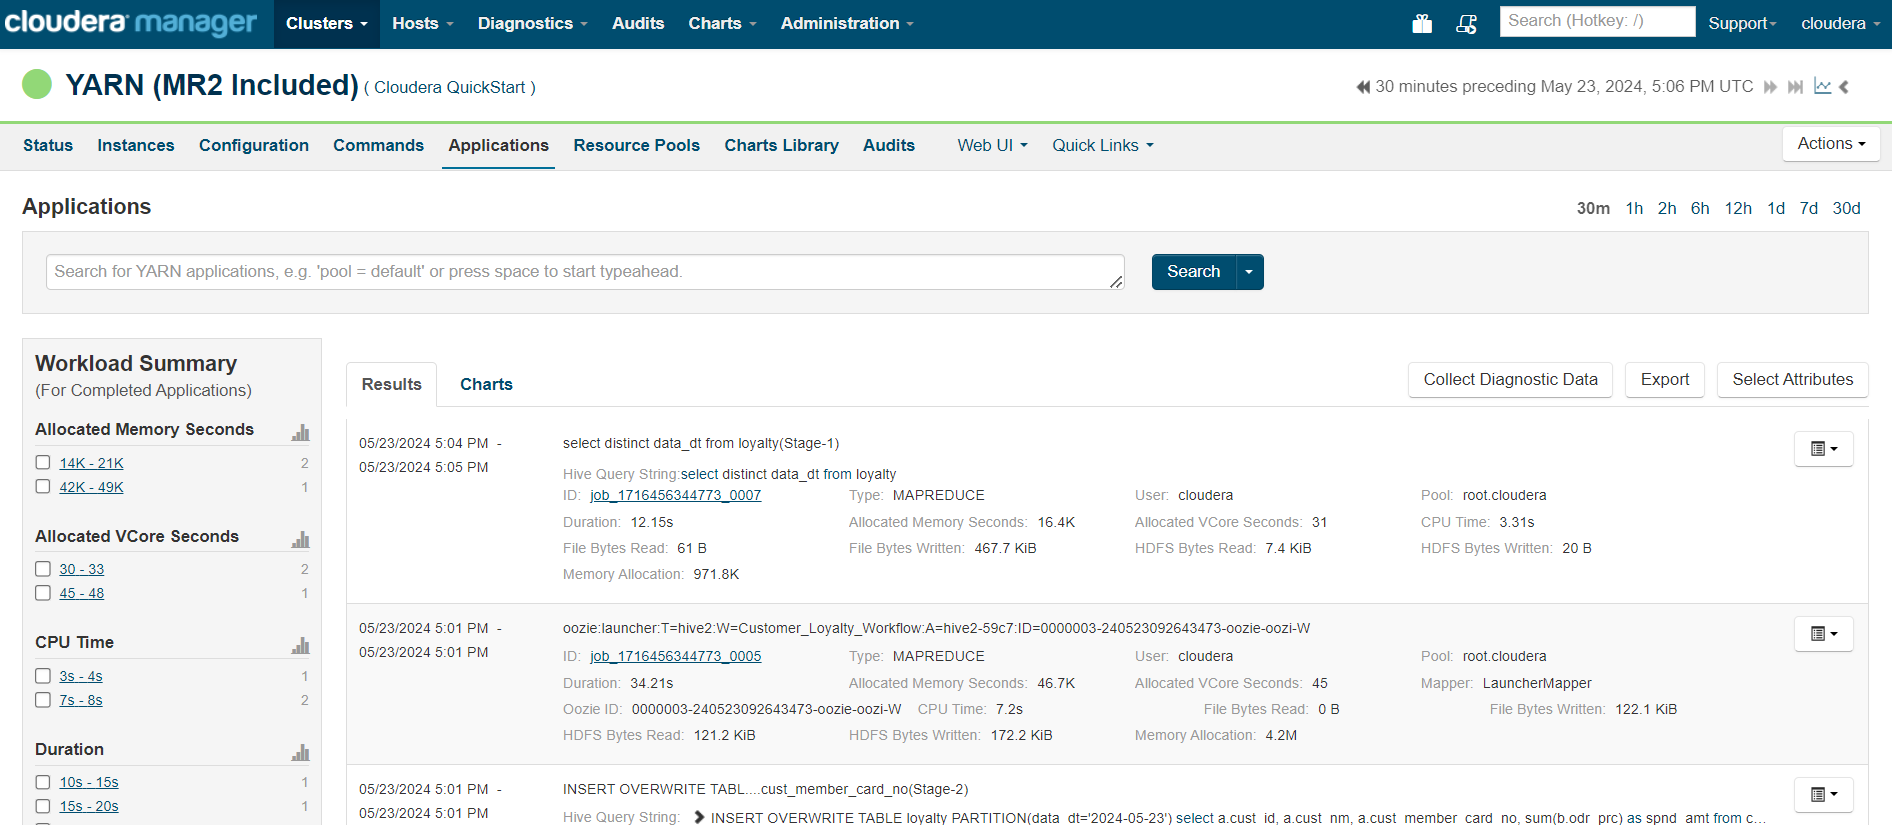 cloudera manager Clusters Hosts Diagnostics Audits Charts Administration Search (Hotkey: /) Support cloudera
YARN (MR2 Included) ( Cloudera QuickStart ) 30 minutes preceding May 23, 2024, 5:06 PM UTC
Status Instances Configuration Commands Applications Resource Pools Charts Library Audits Web UI Quick Links Actions
Applications 30m 1h 2h 6h 12h 1d 7d 30d
Search for YARN applications, e.g. 'pool = default' or press space to start typeahead. Search
Workload Summary
(For Completed Applications)
Allocated Memory Seconds
14K - 21K 2
42K - 49K 1
Allocated VCore Seconds
30 - 33 2
45 - 48 1
CPU Time
3s - 4s 1
7s - 8s 2
Duration
10s - 15s 1
15s - 20s 1
Results Charts Collect Diagnostic Data Export Select Attributes
05/23/2024 5:04 PM - select distinct data_dt from loyalty(Stage-1)
05/23/2024 5:05 PM
Hive Query String:select distinct data_dt from loyalty
ID: job_1716456344773_0007 Type: MAPREDUCE User: cloudera Pool: root.cloudera
Duration: 12.15s Allocated Memory Seconds: 16.4K Allocated VCore Seconds: 31 CPU Time: 3.31s
File Bytes Read: 61 B File Bytes Written: 467.7 KiB HDFS Bytes Read: 7.4 KiB HDFS Bytes Written: 20 B
Memory Allocation: 971.8K
05/23/2024 5:01 PM - oozie:launcher:T=hive2:W=Customer_Loyalty_Workflow:A=hive2-59c7:ID=0000003-240523092643473-oozie-oozi-W
05/23/2024 5:01 PM
ID: job_1716456344773_0005 Type: MAPREDUCE User: cloudera Pool: root.cloudera
Duration: 34.21s Allocated Memory Seconds: 46.7K Allocated VCore Seconds: 45 Mapper: LauncherMapper
Oozie ID: 0000003-240523092643473-oozie-oozi-W CPU Time: 7.2s File Bytes Read: 0 B File Bytes Written: 122.1 KiB
HDFS Bytes Read: 121.2 KiB HDFS Bytes Written: 172.2 KiB Memory Allocation: 4.2M
05/23/2024 5:01 PM - INSERT OVERWRITE TABL....cust_member_card_no(Stage-2)
05/23/2024 5:01 PM
Hive Query String: INSERT OVERWRITE TABLE loyalty PARTITION(data_dt='2024-05-23') select a.cust_id, a.cust_nm, a.cust_member_card_no, sum(b.odr_prc) as spnd_amt from c...